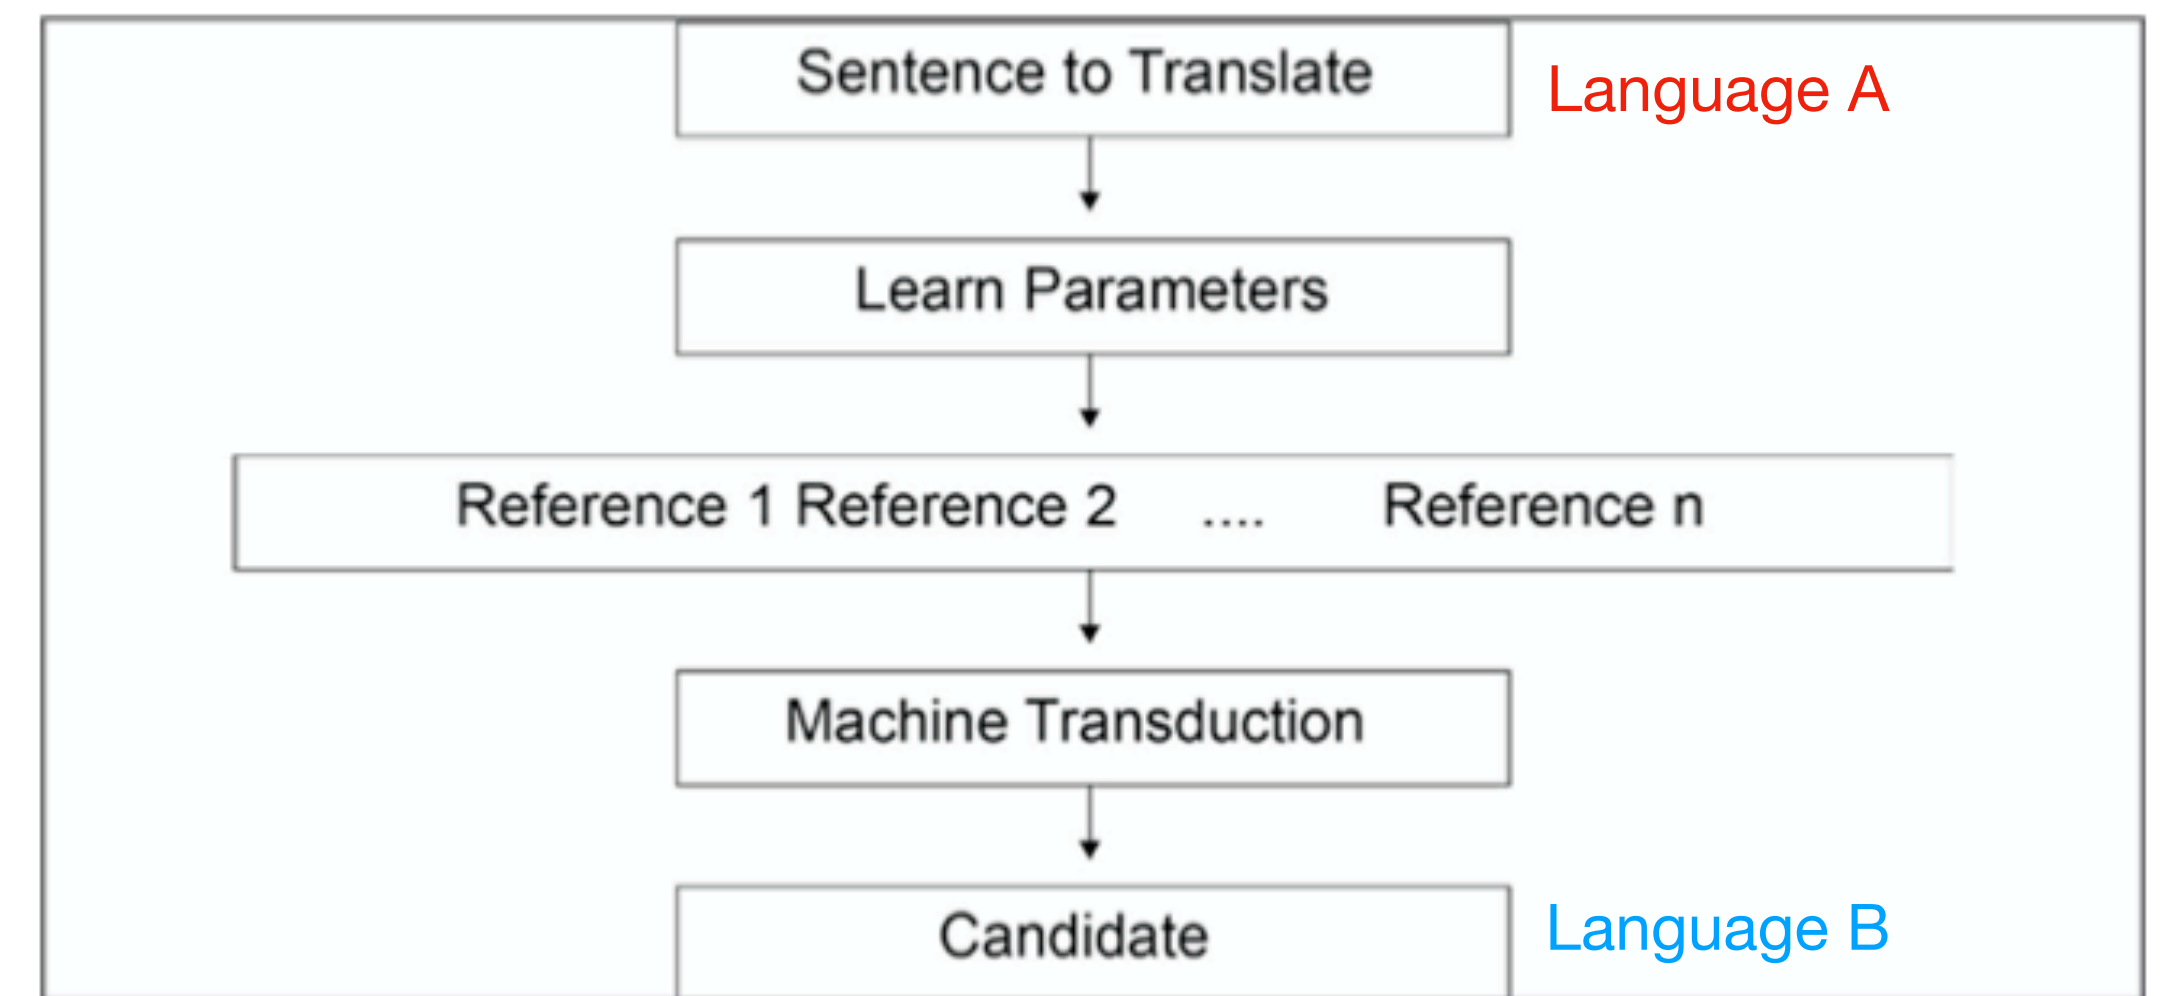 Sentence to Translate
Language A
Learn Parameters
Reference 1 Reference 2 .... Reference n
Machine Transduction
Candidate
Language B